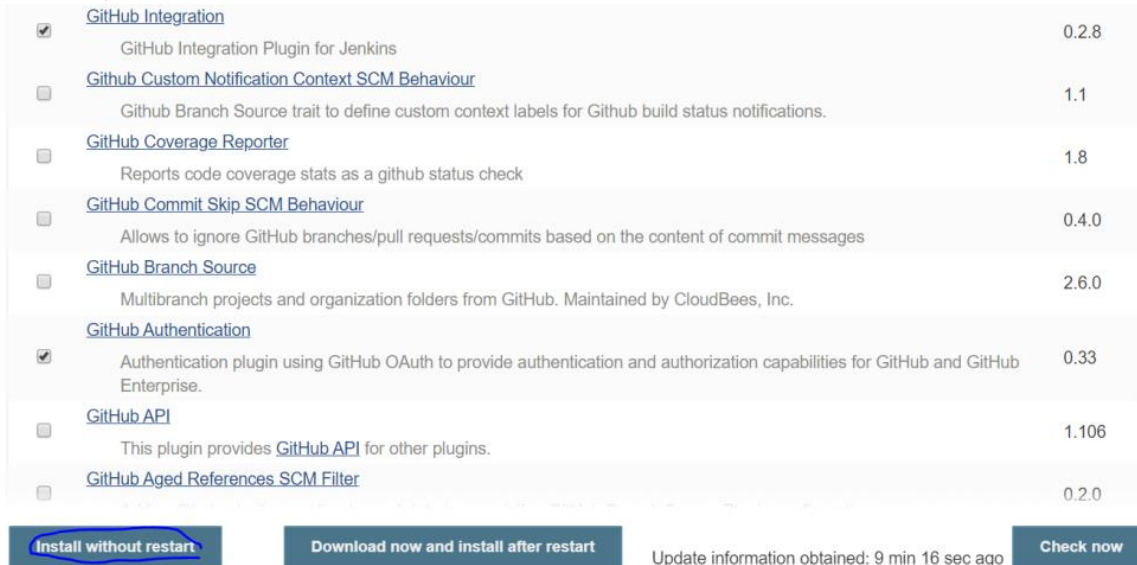 GitHub Integration
GitHub Integration Plugin for Jenkins
0.2.8
Github Custom Notification Context SCM Behaviour
Github Branch Source trait to define custom context labels for Github build status notifications.
1.1
GitHub Coverage Reporter
Reports code coverage stats as a github status check
1.8
GitHub Commit Skip SCM Behaviour
Allows to ignore GitHub branches/pull requests/commits based on the content of commit messages
0.4.0
GitHub Branch Source
Multibranch projects and organization folders from GitHub. Maintained by CloudBees, Inc.
2.6.0
GitHub Authentication
Authentication plugin using GitHub OAuth to provide authentication and authorization capabilities for GitHub and GitHub
Enterprise.
0.33
GitHub API
This plugin provides GitHub API for other plugins.
1.106
GitHub Aged References SCM Filter
0.2.0
Install without restart
Download now and install after restart
Update information obtained: 9 min 16 sec ago
Check now